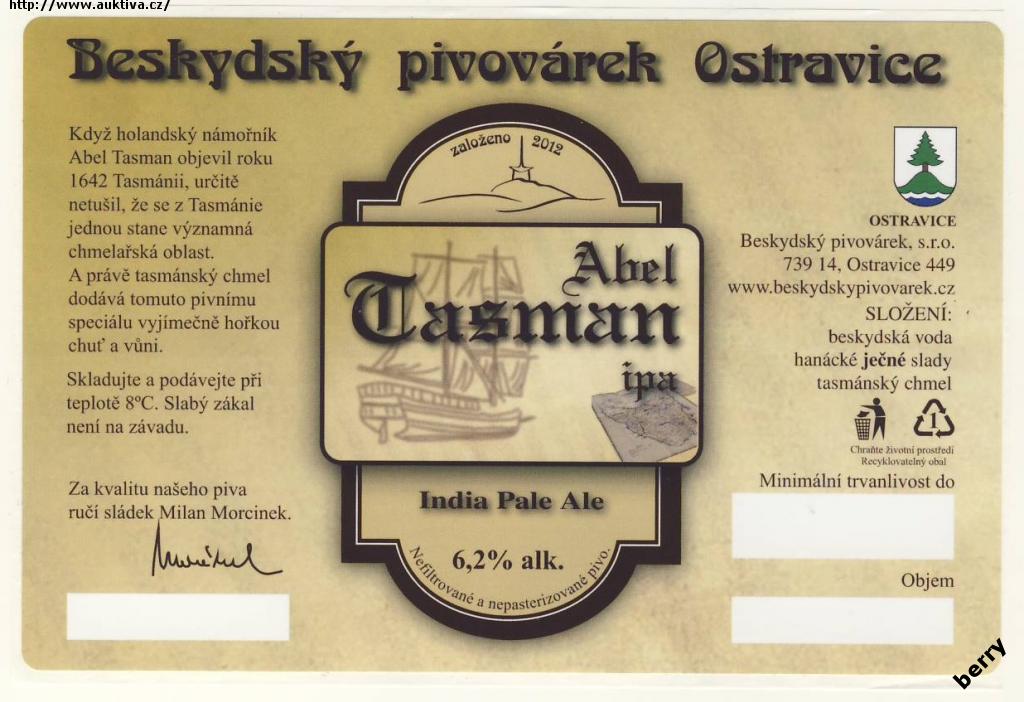 http://www.auktiva.cz/
Beskydský pivovárek Ostravice
Když holandský námořník
Abel Tasman objevil roku
1642 Tasmánii, určitě
netušil, že se z Tasmánie
jednou stane významná
chmelařská oblast.
A právě tasmánský chmel
dodává tomuto pivnímu
speciálu vyjímečně hořkou
chuť a vůni.
Skladujte a podávejte při
teplotě 8ºC. Slabý zákal
není na závadu.
Za kvalitu našeho piva
ručí sládek Milan Morcinek.
založeno 2012
Abel
Tasman
ipa
India Pale Ale
6,2% alk.
Nefiltrované a nepasterizované pivo.
OSTRAVICE
Beskydský pivovárek, s.r.o.
739 14, Ostravice 449
www.beskydskypivovarek.cz
SLOŽENÍ:
beskydská voda
hanácké ječné slady
tasmánský chmel
1
Chraňte životní prostředí
Recyklovatelný obal
Minimální trvanlivost do
Objem
berry